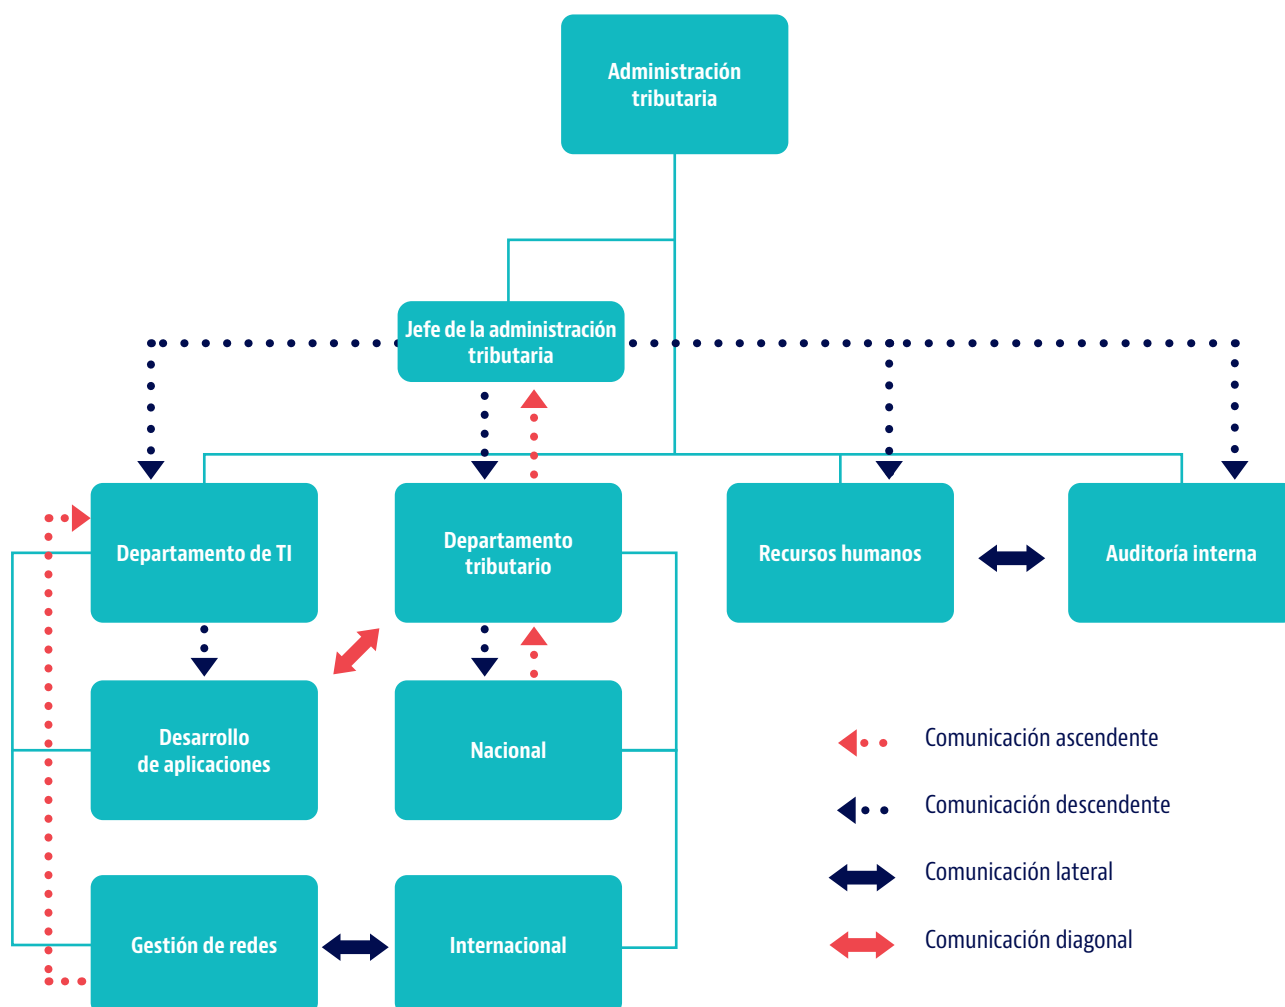 Administración
tributaria
Jefe de la administración
tributaria
Departamento de TI
Departamento
tributario
Recursos humanos
Auditoría interna
Desarrollo
de aplicaciones
Nacional
Gestión de redes
Internacional
Comunicación ascendente
Comunicación descendente
Comunicación lateral
Comunicación diagonal